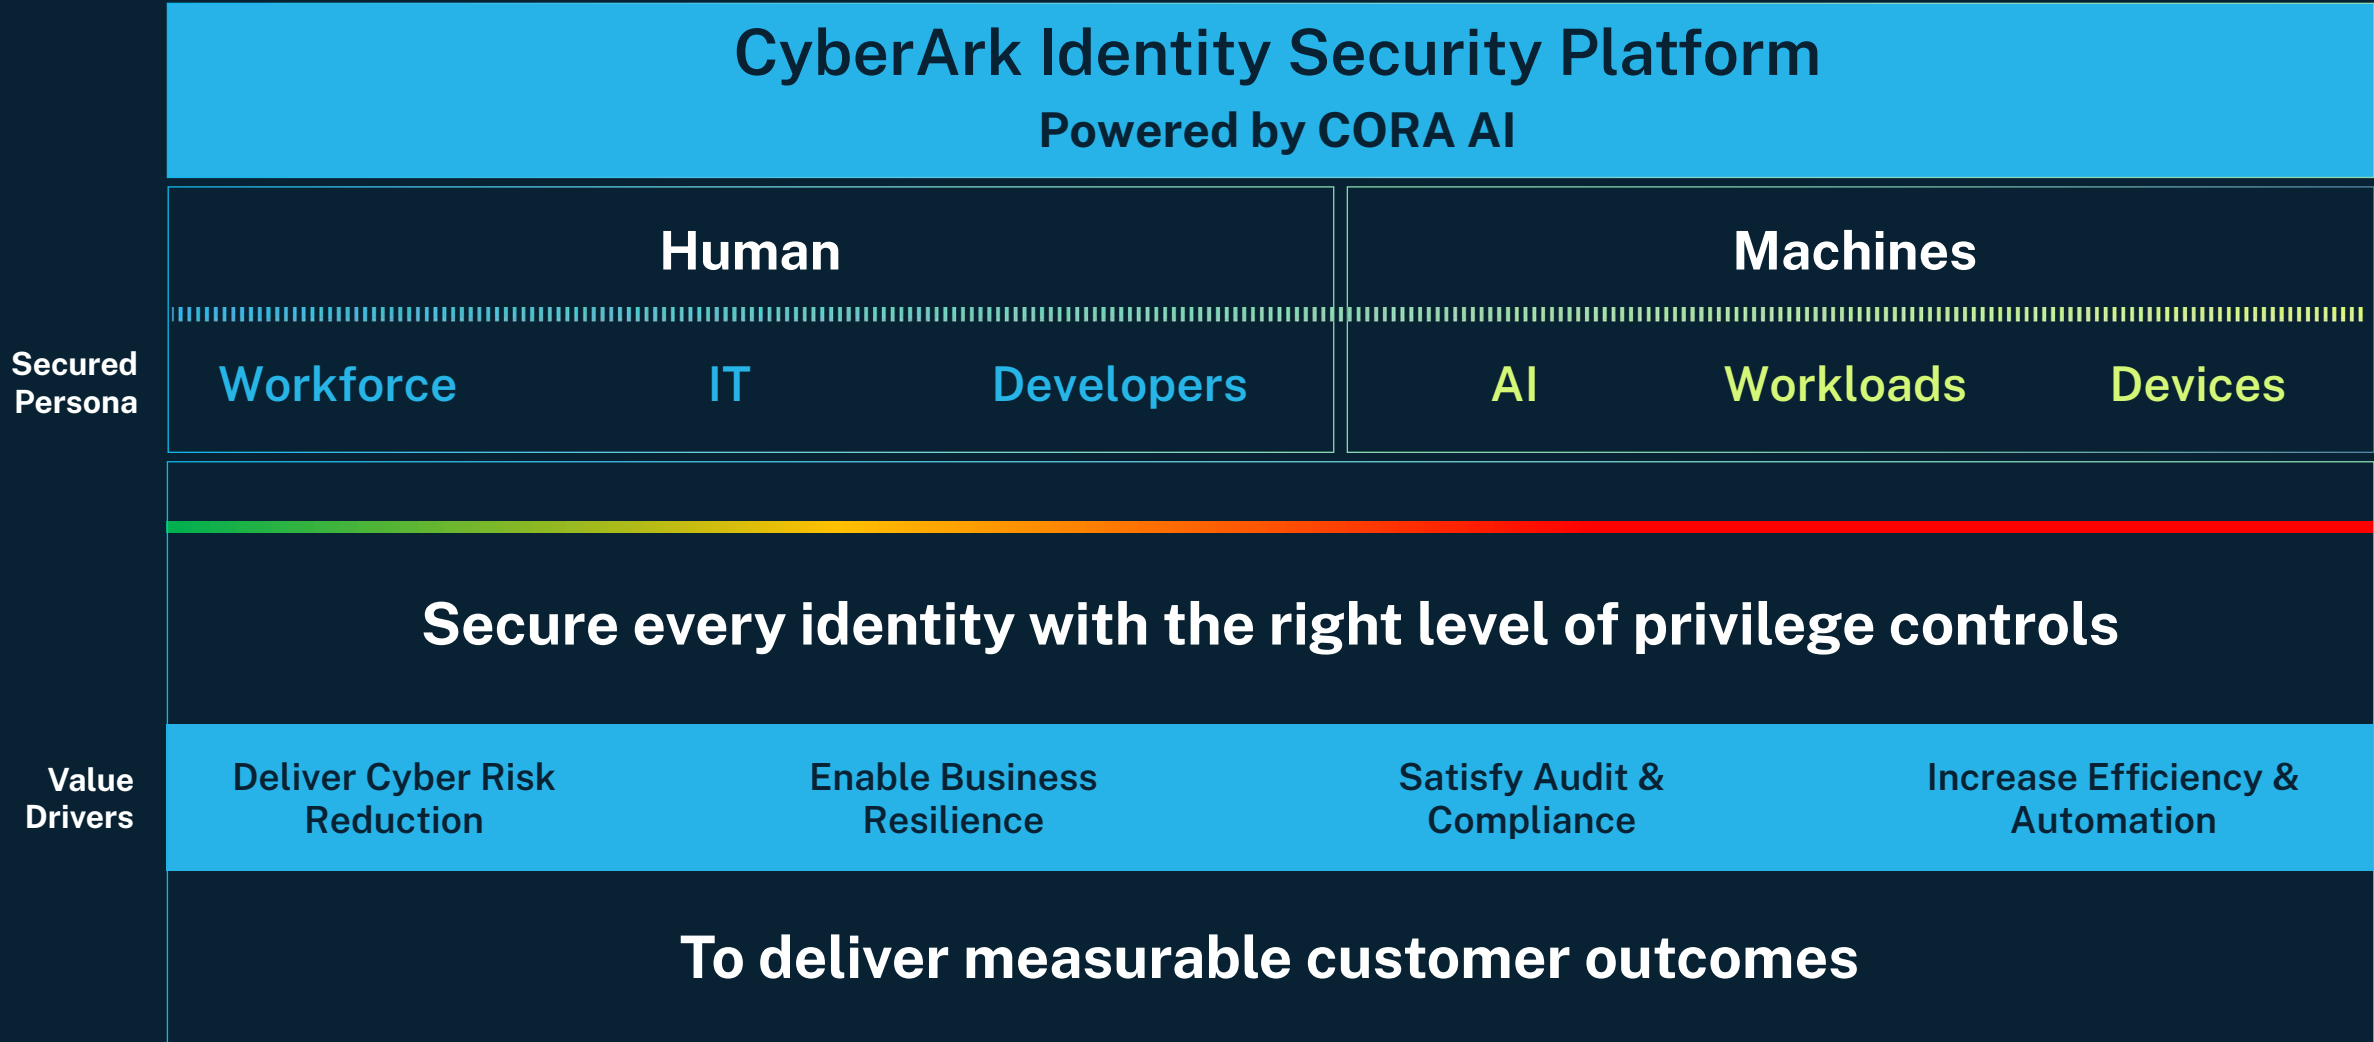 CyberArk Identity Security Platform
Powered by CORA AI
Human
Machines
Secured
Persona
Workforce
IT
Developers
AI
Workloads
Devices
Secure every identity with the right level of privilege controls
Value
Drivers
Deliver Cyber Risk
Reduction
Enable Business
Resilience
Satisfy Audit &
Compliance
Increase Efficiency &
Automation
To deliver measurable customer outcomes